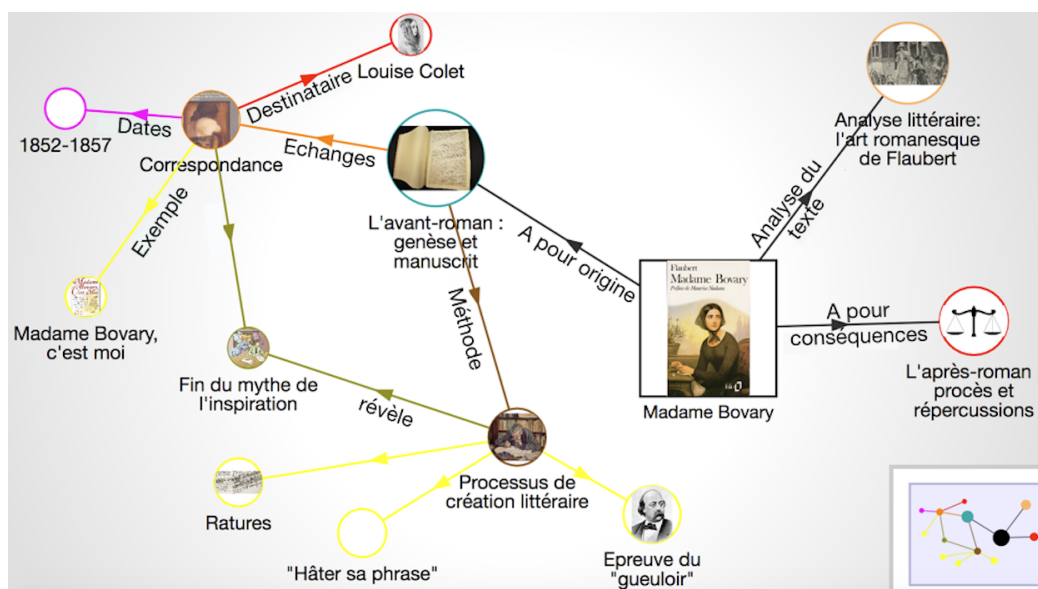 Louise Colet
Destinataire
Dates
1852-1857
Correspondance
Echanges
Exemple
Madame Bovary,
c'est moi
L'avant-roman :
genèse et
manuscrit
A pour origine
Méthode
Fin du mythe de
l'inspiration
révèle
Ratures
"Hâter sa phrase"
Processus de
création littéraire
Epreuve du
"gueuloir"
Flaubert
Madame Bovary
Madame Bovary
Analyse du
texte
Analyse littéraire:
l'art romanesque
de Flaubert
A pour
conséquences
L'après-roman
procès et
répercussions